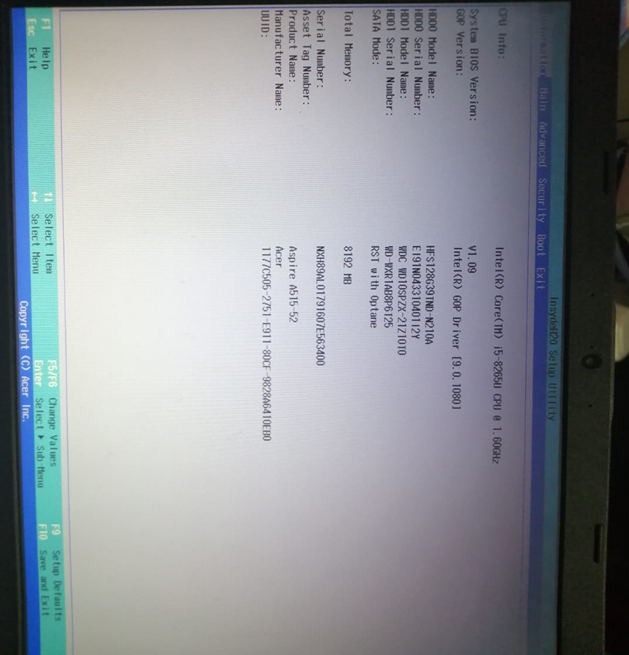 InsydeH2O Setup Utility
Information Main Advanced Security Boot Exit
CPU Info: Intel(R) Core(TM) i5-8265U CPU @ 1.60GHz
System BIOS Version: V1.09
GOP Version: Intel(R) GOP Driver [9.0.1080]
HDD0 Model Name: HFS128G39TND-N210A
HDD0 Serial Number: EI91N04331040112Y
HDD1 Model Name: WDC WD10SPZX-21Z10T0
HDD1 Serial Number: WD-WXR1AB8P6125
SATA Mode: RST with Optane
Total Memory: 8192 MB
Serial Number: NXH89AL01791607E563400
Asset Tag Number:
Product Name: Aspire A515-52
Manufacturer Name: Acer
UUID: 1177C505-2751-E911-80CF-9828A6410EB0
F1 Help ↑↓ Select Item F5/F6 Change Values F9 Setup Defaults
Esc Exit ↔ Select Menu Enter Select ▶ Sub-Menu F10 Save and Exit
Copyright (C) Acer Inc.